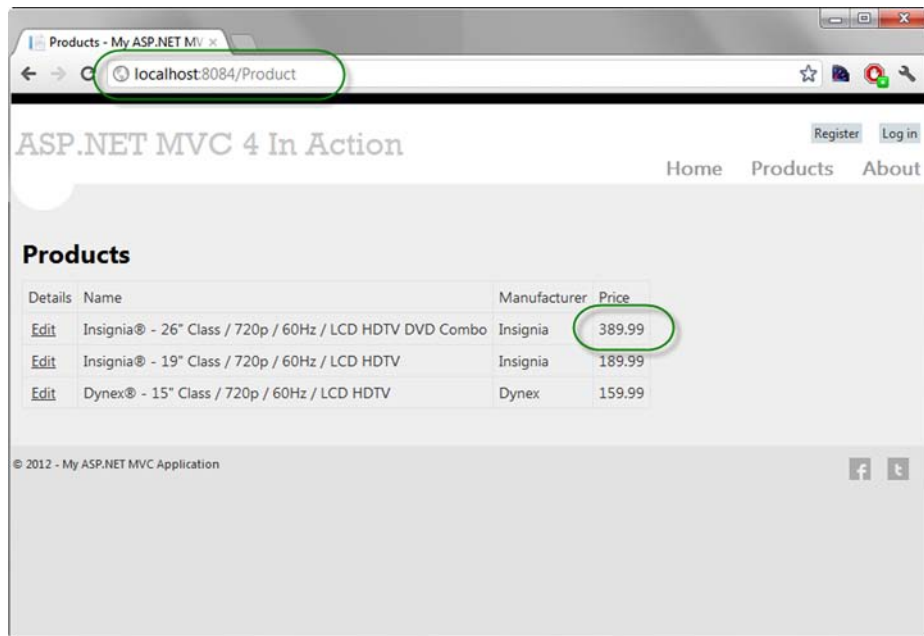 Products - My ASP.NET MV
localhost:8084/Product
ASP.NET MVC 4 In Action
Register Log in
Home Products About
Products
Details Name Manufacturer Price
Edit Insignia® - 26" Class / 720p / 60Hz / LCD HDTV DVD Combo Insignia 389.99
Edit Insignia® - 19" Class / 720p / 60Hz / LCD HDTV Insignia 189.99
Edit Dynex® - 15" Class / 720p / 60Hz / LCD HDTV Dynex 159.99
© 2012 - My ASP.NET MVC Application